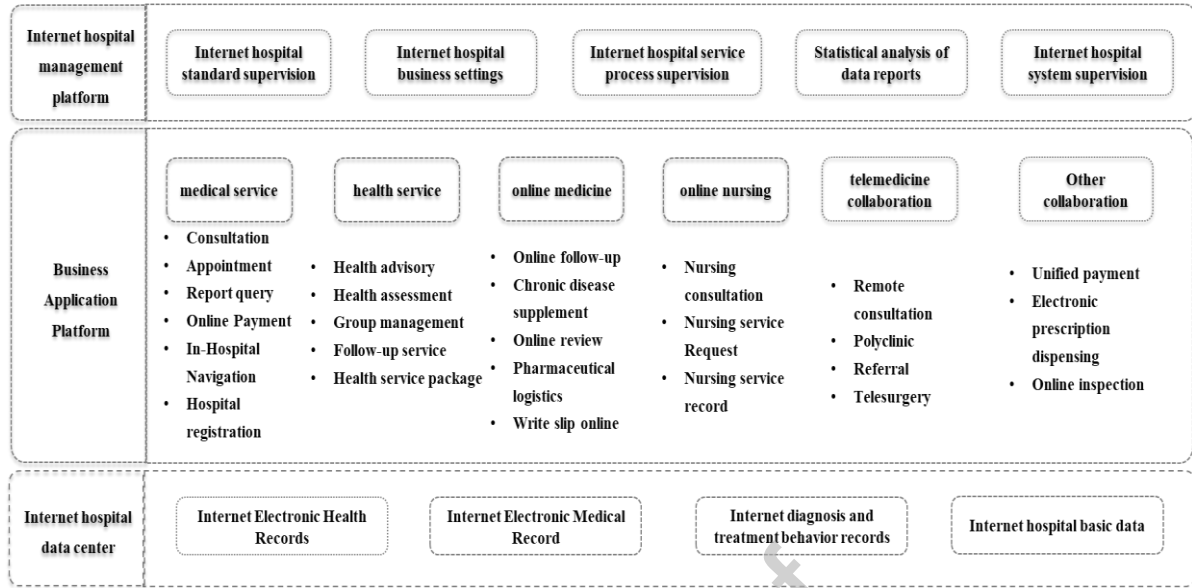 Internet hospital
management
platform
Internet hospital
standard supervision
Internet hospital
business settings
Internet hospital service
process supervision
Statistical analysis of
data reports
Internet hospital
system supervision
Business
Application
Platform
medical service
• Consultation
• Appointment
• Report query
• Online Payment
• In-Hospital
Navigation
• Hospital
registration
health service
• Health advisory
• Health assessment
• Group management
• Follow-up service
• Health service package
online medicine
• Online follow-up
• Chronic disease
supplement
• Online review
• Pharmaceutical
logistics
• Write slip online
online nursing
• Nursing
consultation
• Nursing service
Request
• Nursing service
record
telemedicine
collaboration
• Remote
consultation
• Polyclinic
• Referral
• Telesurgery
Other
collaboration
• Unified payment
• Electronic
prescription
dispensing
• Online inspection
Internet hospital
data center
Internet Electronic Health
Records
Internet Electronic Medical
Record
Internet diagnosis and
treatment behavior records
Internet hospital basic data
f